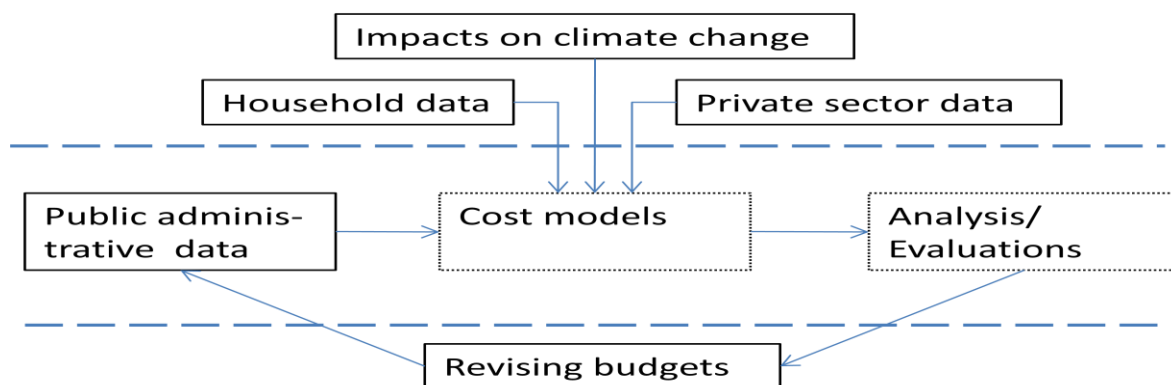 Impacts on climate change
Household data
Private sector data
Public adminis-
trative data
Cost models
Analysis/
Evaluations
Revising budgets